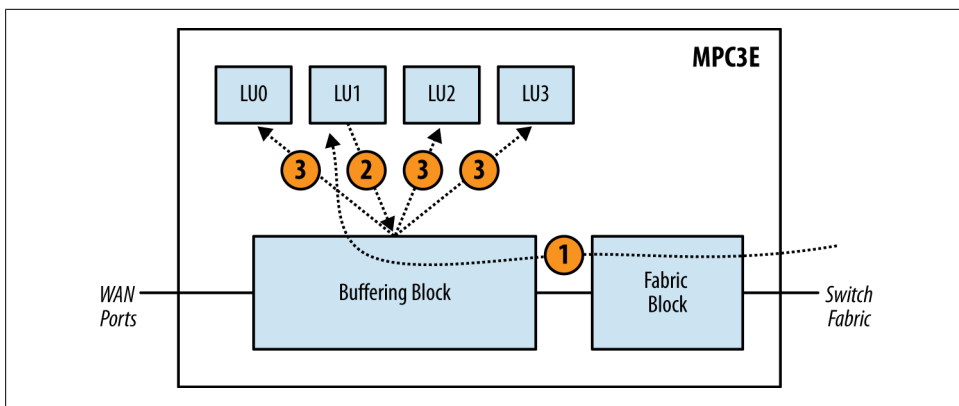 MPC3E
LU0 LU1 LU2 LU3
3 2 3 3
1
WAN
Ports
Buffering Block
Fabric
Block
Switch
Fabric